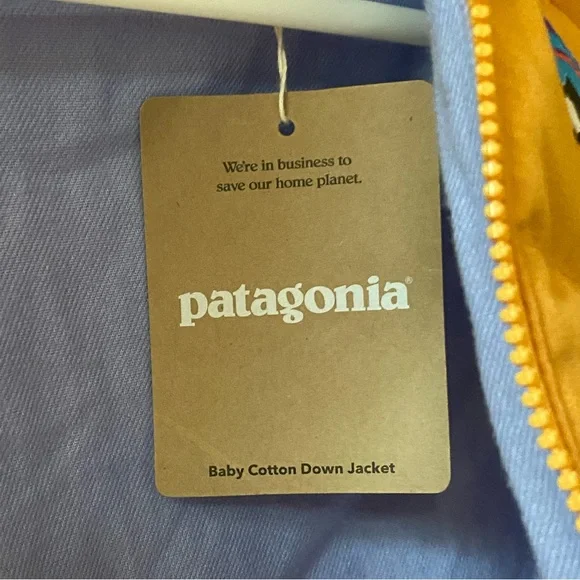 We're in business to
save our home planet.
patagonia®
Baby Cotton Down Jacket